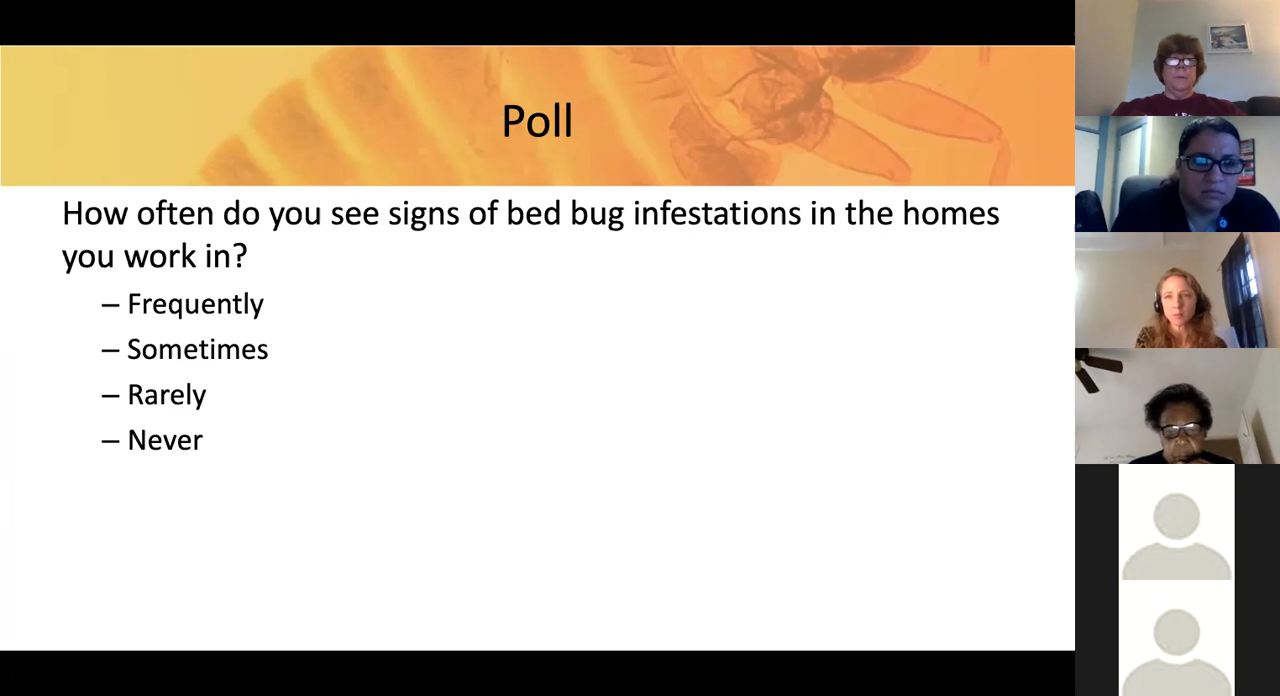 Poll
How often do you see signs of bed bug infestations in the homes
you work in?
– Frequently
– Sometimes
– Rarely
– Never